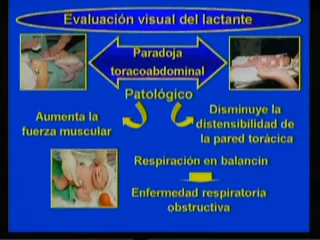 Evaluación visual del lactante
Paradoja
toracoabdominal
Patológico
Aumenta la
fuerza muscular
Disminuye la
distensibilidad de
la pared torácica
Respiración en balancin
Enfermedad respiratoria
obstructiva